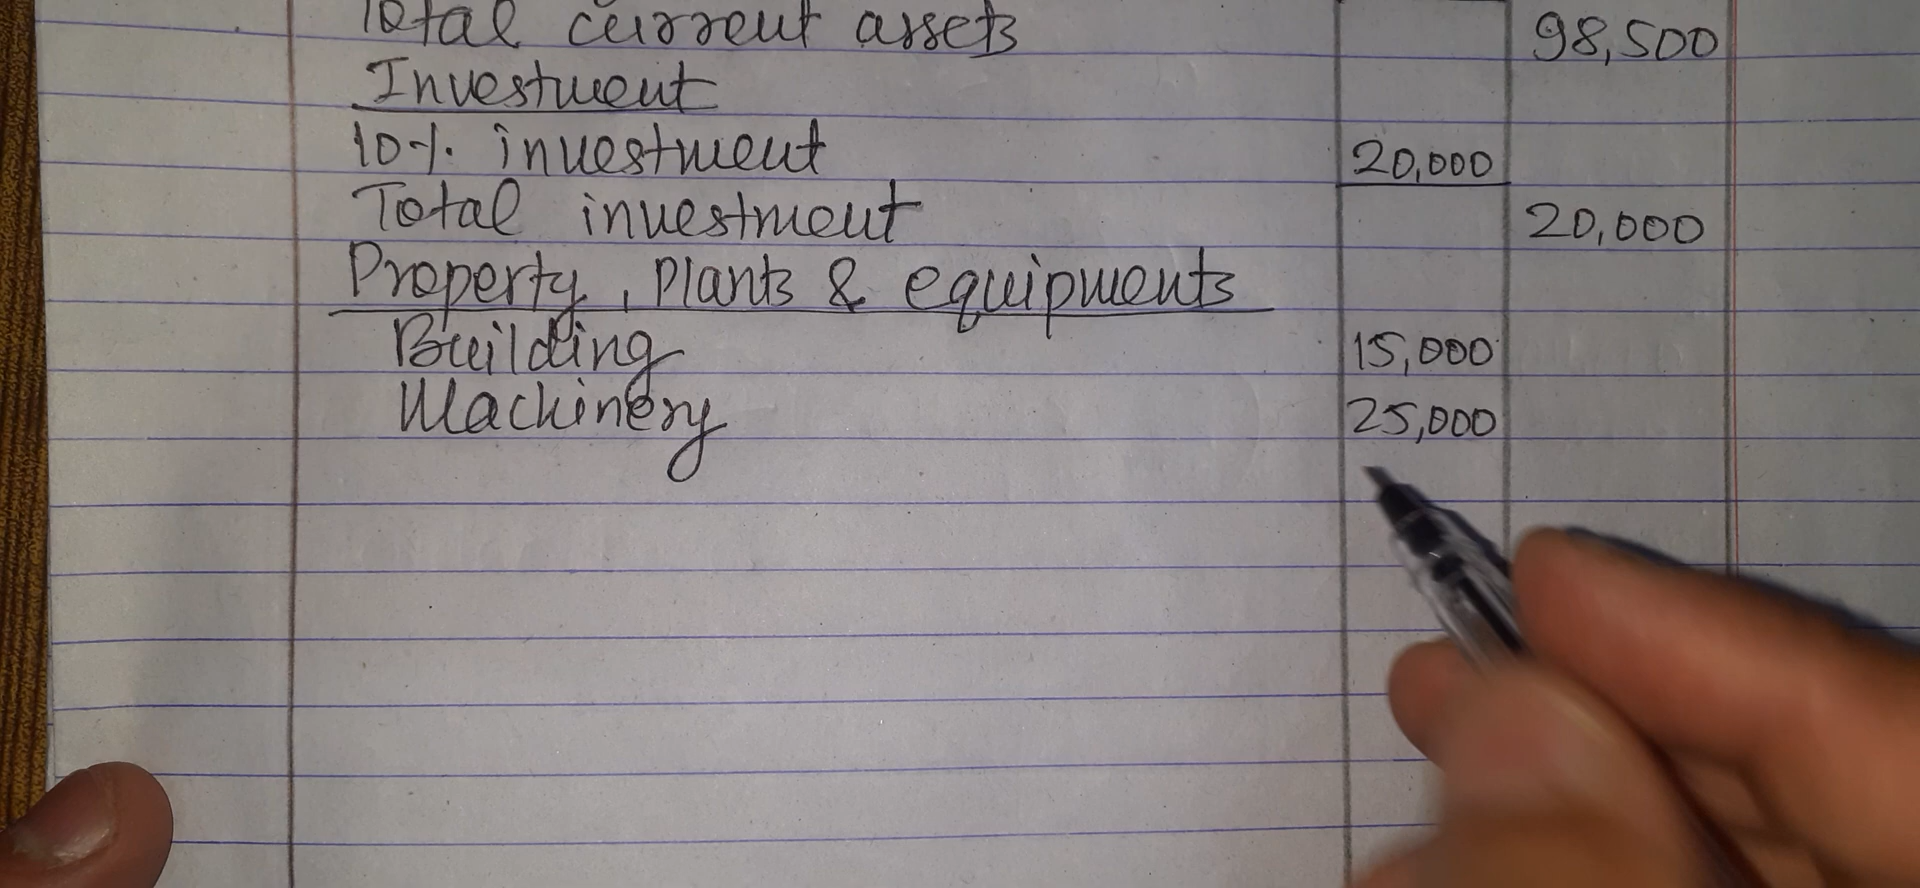 Total current assets 98,500
Investment
10% investment 20,000
Total investment 20,000
Property, Plants & equipments
Building 15,000
Machinery 25,000